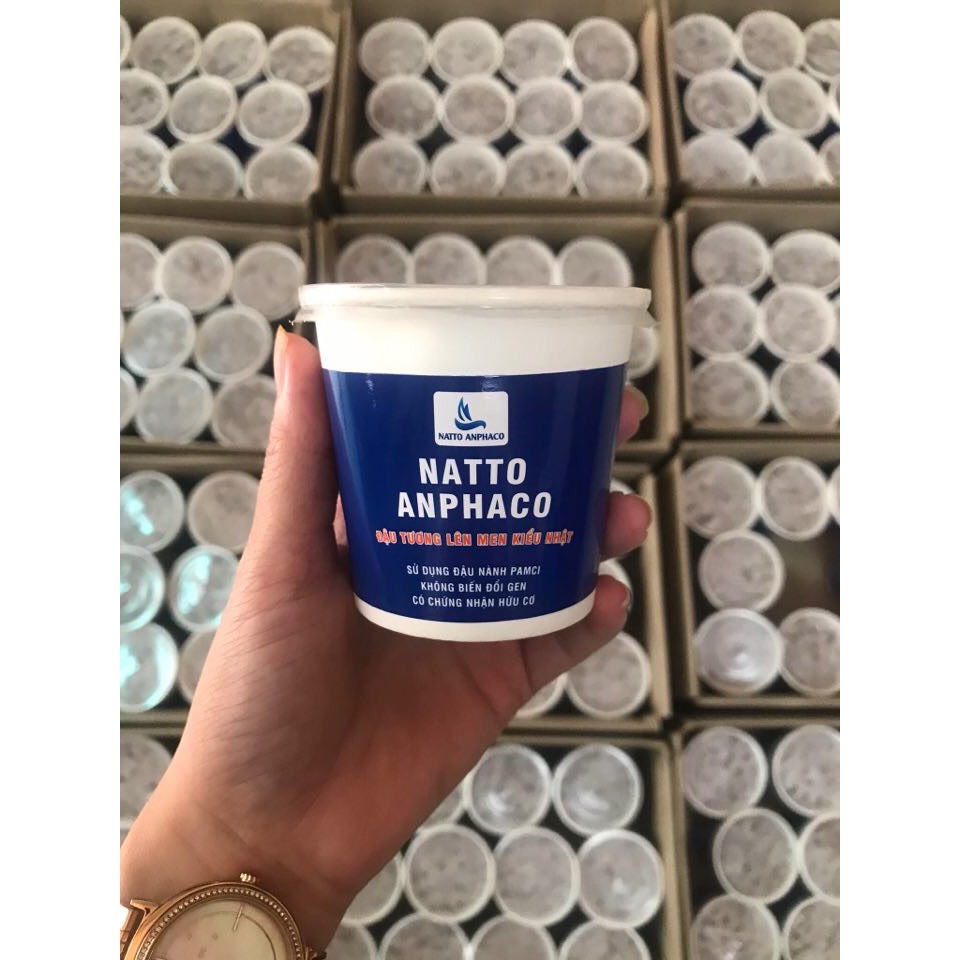 NATTO ANPHACO
NATTO
ANPHACO
ĐẬU TƯƠNG LÊN MEN KIỂU NHẬT
SỬ DỤNG ĐẬU NÀNH PAMCI
KHÔNG BIẾN ĐỔI GEN
CÓ CHỨNG NHẬN HỮU CƠ